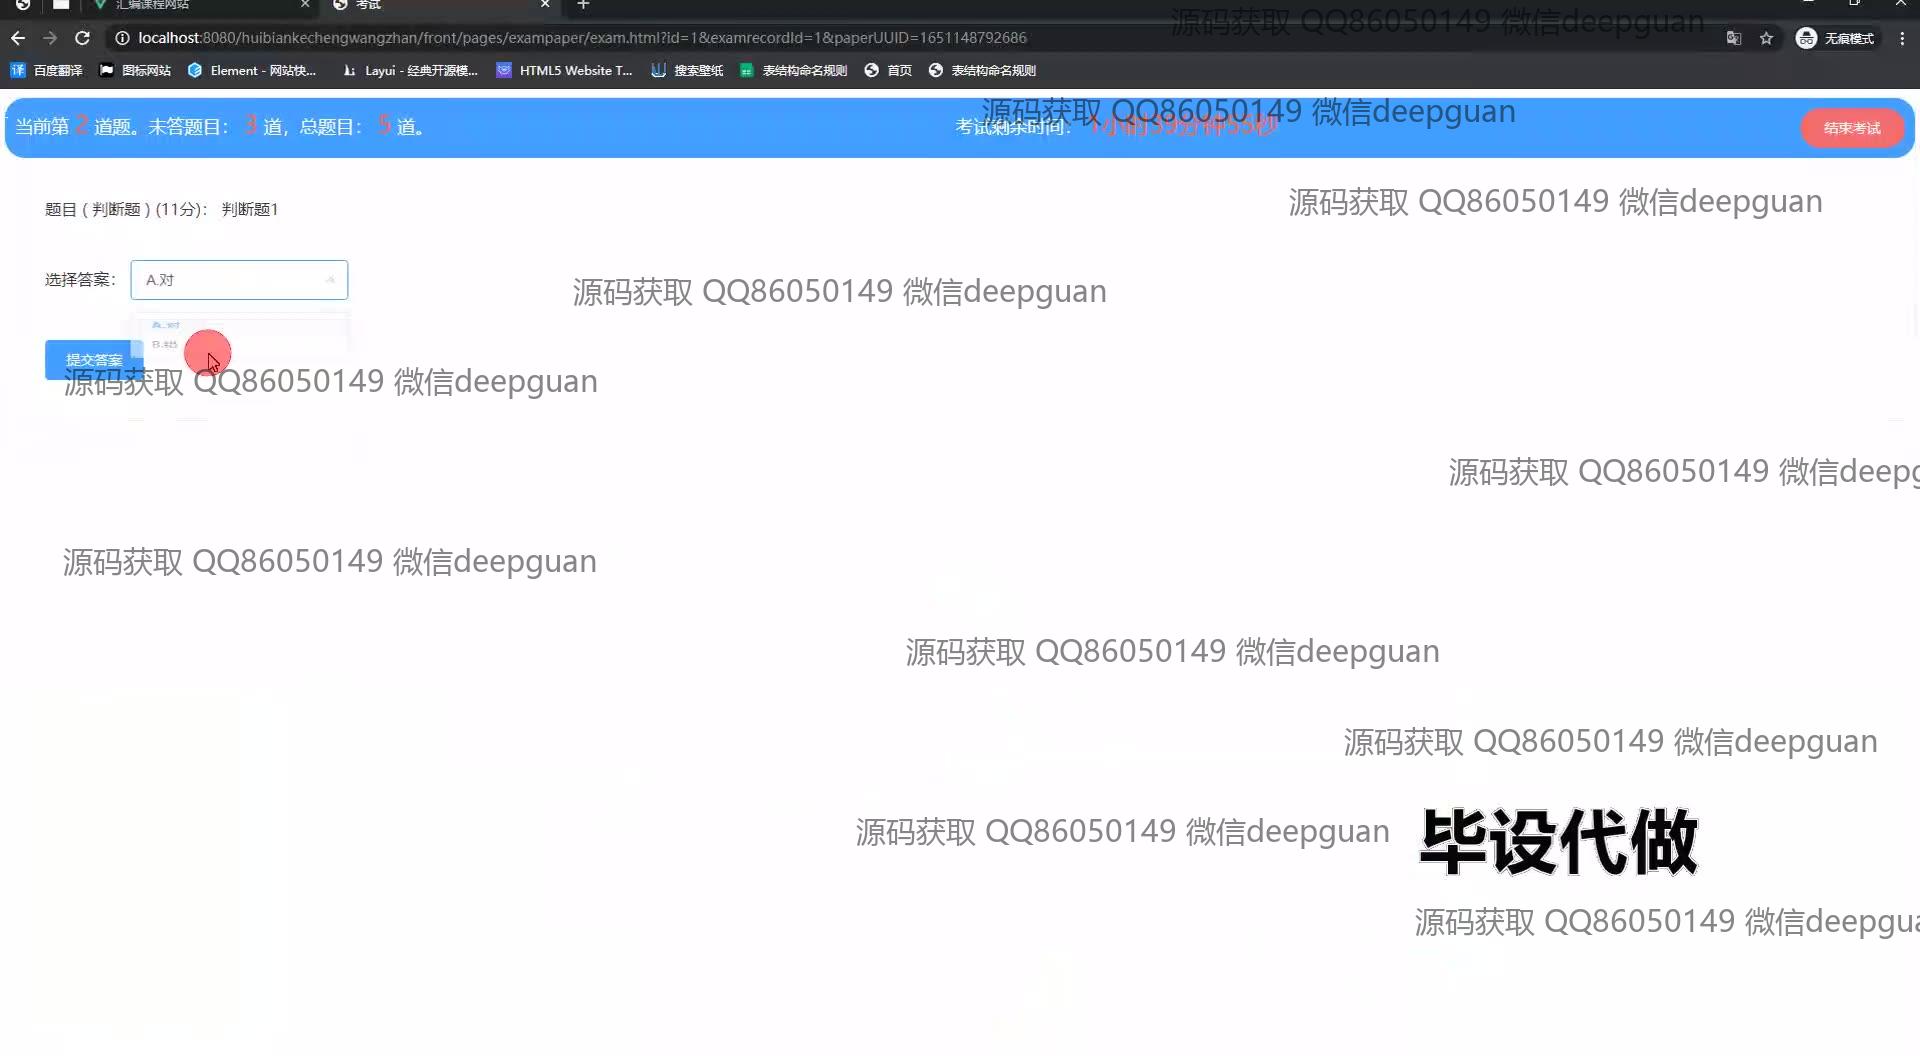 汇编课程网站
考试
源码获取 QQ86050149 微信deepguan
localhost:8080/huibiankechengwangzhan/front/pages/exampaper/exam.html?id=1&examrecordId=1&paperUUID=1651148792686
无痕模式
百度翻译 图标网站 Element - 网站快... Layui - 经典开源模... HTML5 Website T... 搜索壁纸 表结构命名规则 首页 表结构命名规则
源码获取 QQ86050149 微信deepguan
当前第 2 道题。未答题目： 3 道，总题目： 5 道。
考试剩余时间： 1小时39分钟55秒
结束考试
源码获取 QQ86050149 微信deepguan
题目 ( 判断题 ) (11分)： 判断题1
选择答案： A.对
源码获取 QQ86050149 微信deepguan
A.对
B.错
提交答案
源码获取 QQ86050149 微信deepguan
源码获取 QQ86050149 微信deepg
源码获取 QQ86050149 微信deepguan
源码获取 QQ86050149 微信deepguan
源码获取 QQ86050149 微信deepguan
源码获取 QQ86050149 微信deepguan
毕设代做
源码获取 QQ86050149 微信deepgua